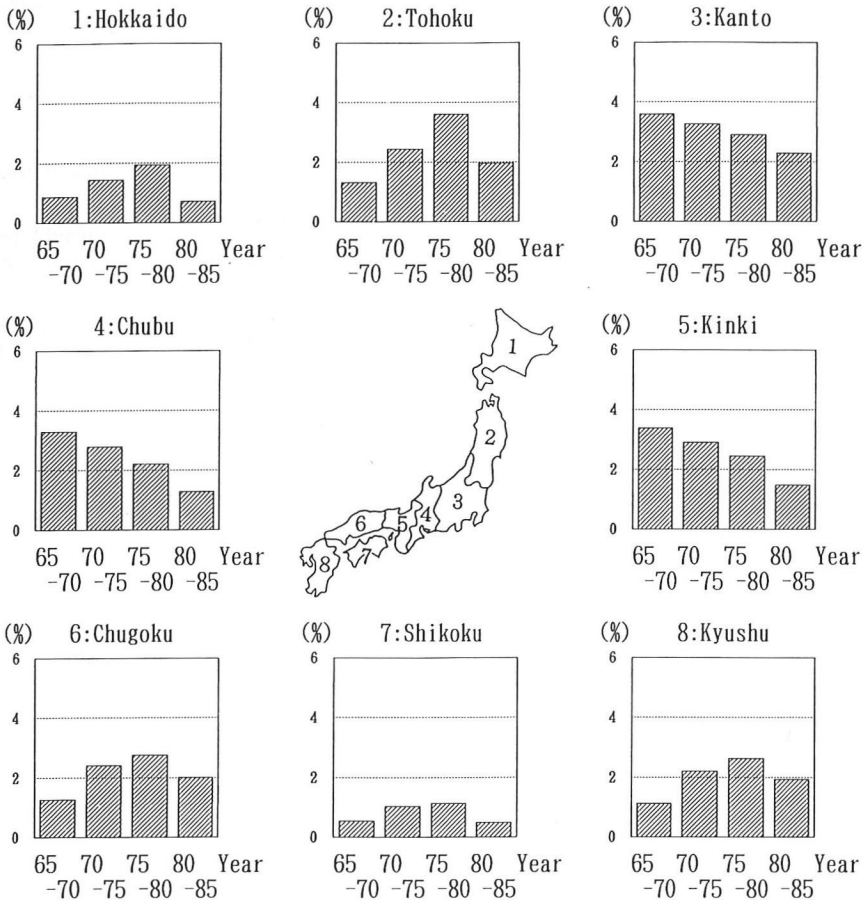 (%) 1:Hokkaido
6
4
2
0
65 70 75 80 Year
-70 -75 -80 -85
(%) 2:Tohoku
6
4
2
0
65 70 75 80 Year
-70 -75 -80 -85
(%) 3:Kanto
6
4
2
0
65 70 75 80 Year
-70 -75 -80 -85
(%) 4:Chubu
6
4
2
0
65 70 75 80 Year
-70 -75 -80 -85
1
2
3
4
5
6
7
8
(%) 5:Kinki
6
4
2
0
65 70 75 80 Year
-70 -75 -80 -85
(%) 6:Chugoku
6
4
2
0
65 70 75 80 Year
-70 -75 -80 -85
(%) 7:Shikoku
6
4
2
0
65 70 75 80 Year
-70 -75 -80 -85
(%) 8:Kyushu
6
4
2
0
65 70 75 80 Year
-70 -75 -80 -85